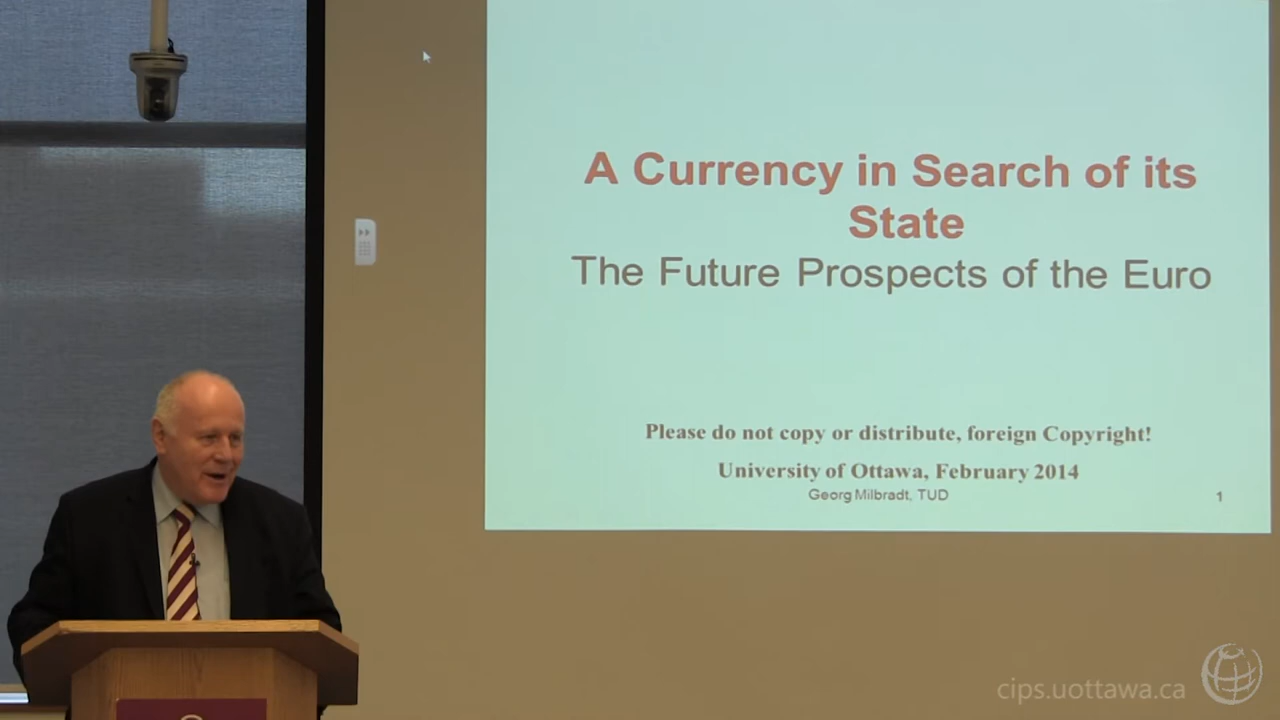 A Currency in Search of its
State
The Future Prospects of the Euro
Please do not copy or distribute, foreign Copyright!
University of Ottawa, February 2014
Georg Milbradt, TUD
1
cips.uottawa.ca